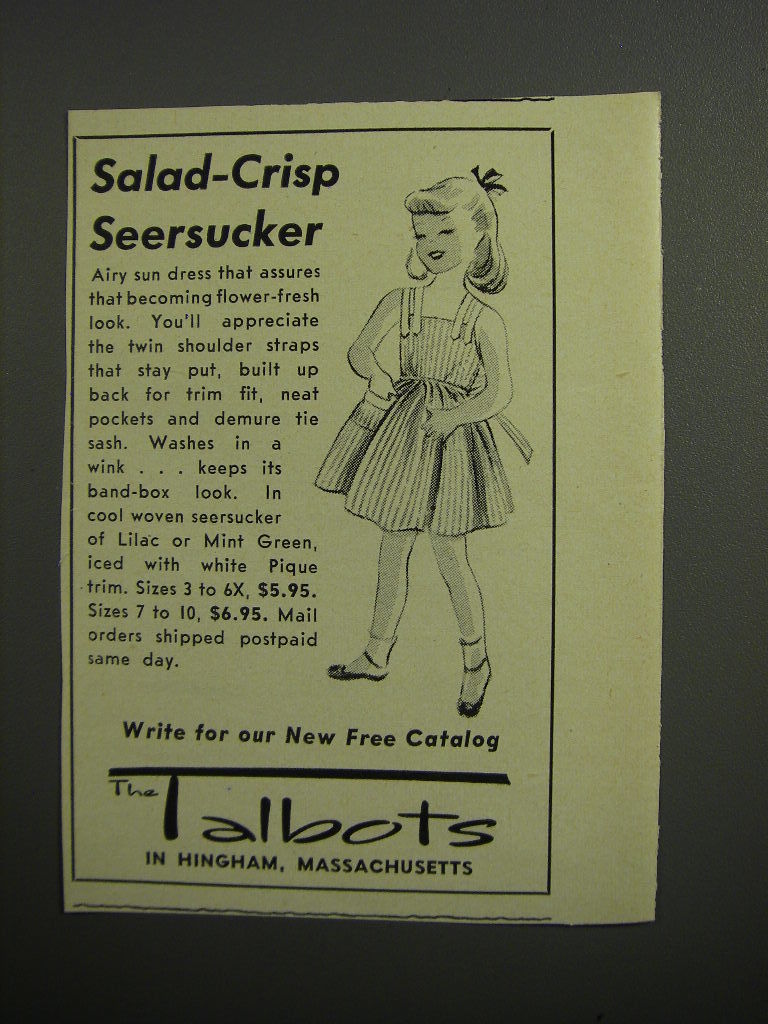 Salad-Crisp
Seersucker
Airy sun dress that assures
that becoming flower-fresh
look. You'll appreciate
the twin shoulder straps
that stay put, built up
back for trim fit, neat
pockets and demure tie
sash. Washes in a
wink . . . keeps its
band-box look. In
cool woven seersucker
of Lilac or Mint Green,
iced with white Pique
trim. Sizes 3 to 6X, $5.95.
Sizes 7 to 10, $6.95. Mail
orders shipped postpaid
same day.
Write for our New Free Catalog
The Talbots
IN HINGHAM, MASSACHUSETTS